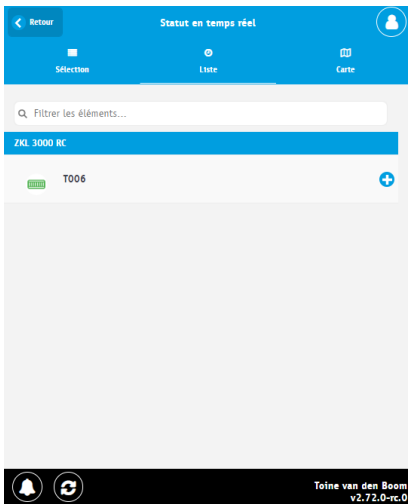 Retour
Statut en temps réel
Sélection
Liste
Carte
Filtrer les éléments...
ZKL 3000 RC
T006
Toine van den Boom
v2.72.0-rc.0